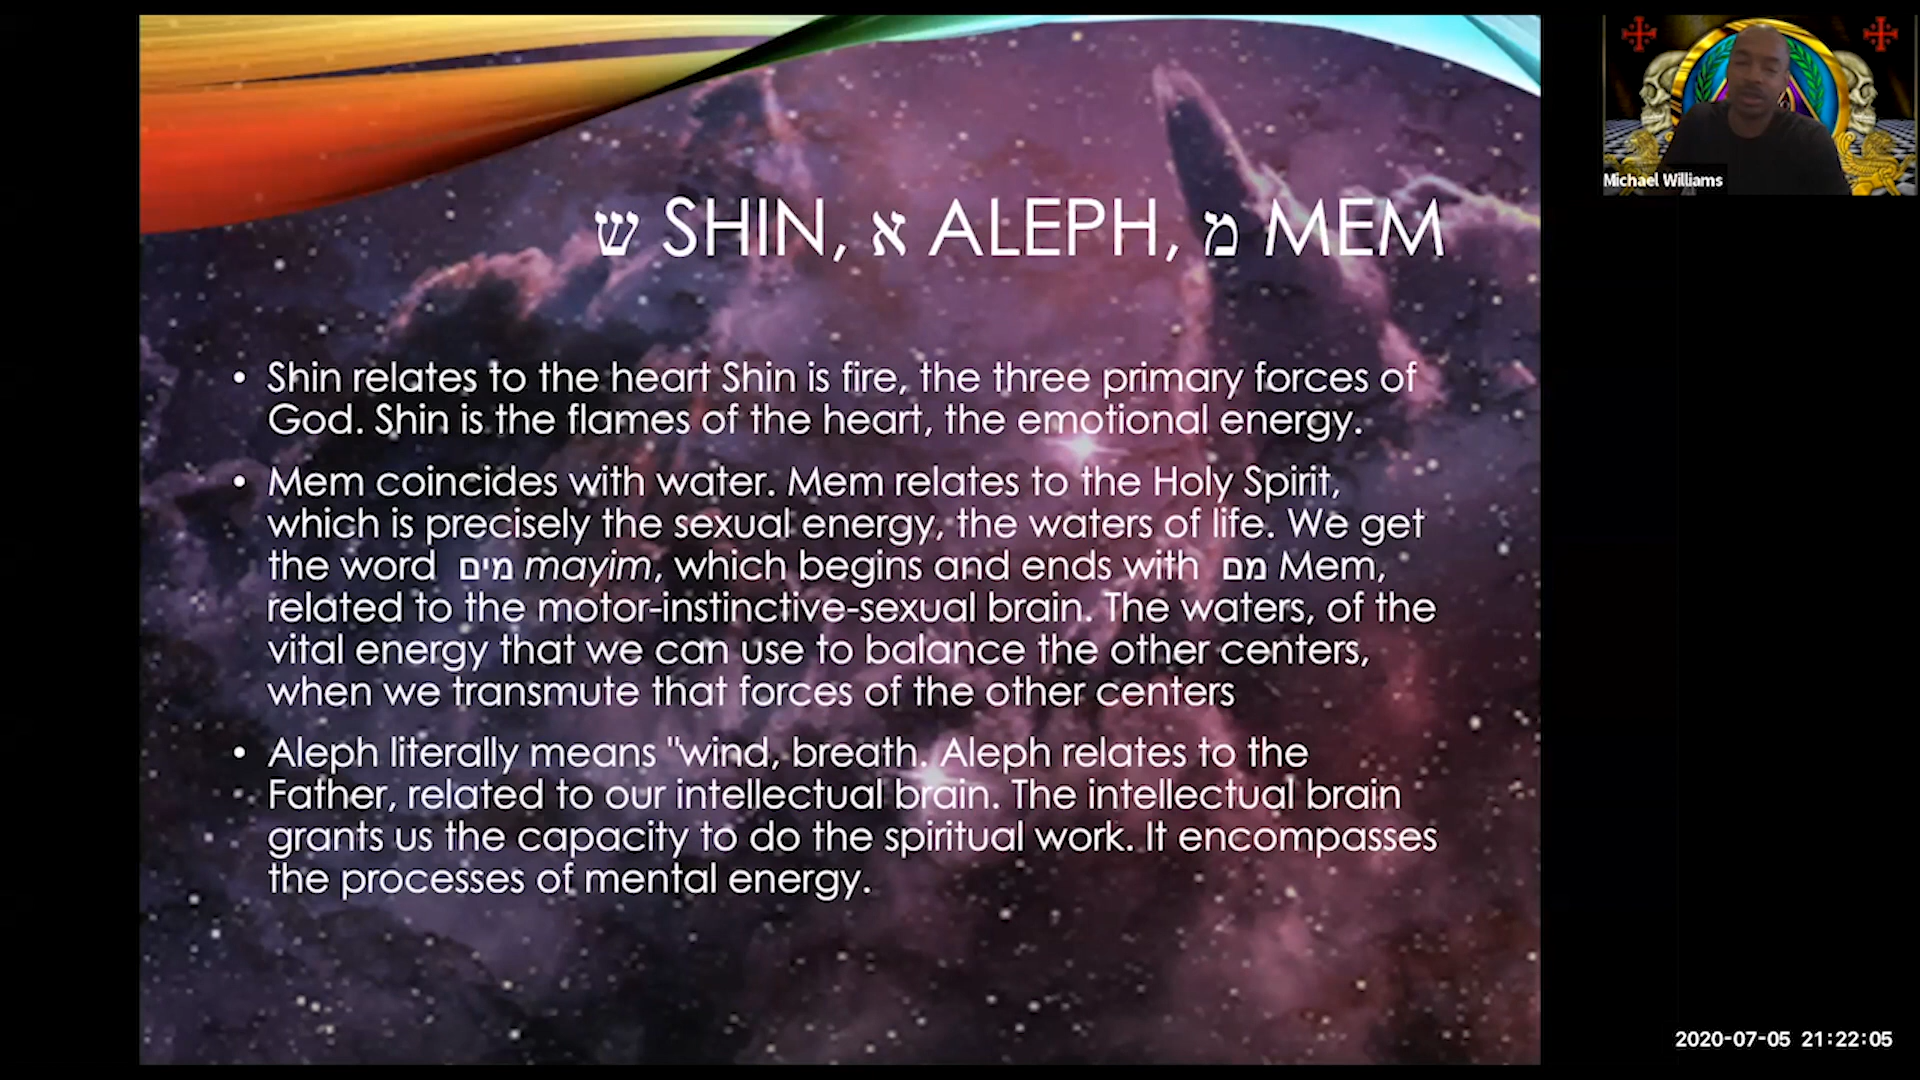 ש SHIN, א ALEPH, מ MEM
• Shin relates to the heart Shin is fire, the three primary forces of
God. Shin is the flames of the heart, the emotional energy.
• Mem coincides with water. Mem relates to the Holy Spirit,
which is precisely the sexual energy, the waters of life. We get
the word מים mayim, which begins and ends with מם Mem,
related to the motor-instinctive-sexual brain. The waters, of the
vital energy that we can use to balance the other centers,
when we transmute that forces of the other centers
• Aleph literally means "wind, breath. Aleph relates to the
Father, related to our intellectual brain. The intellectual brain
grants us the capacity to do the spiritual work. It encompasses
the processes of mental energy.
Michael Williams
2020-07-05 21:22:05